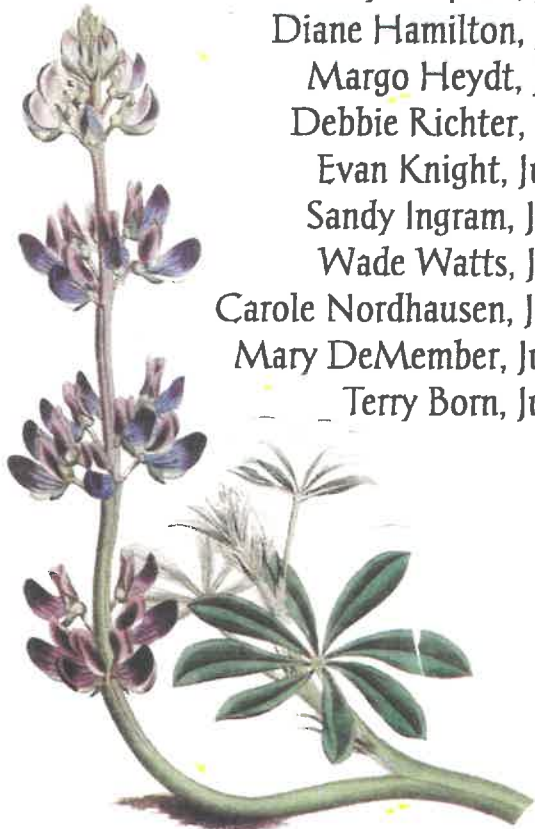 Diane Hamilton,
Margo Heydt,
Debbie Richter,
Evan Knight,
Sandy Ingram,
Wade Watts,
Carole Nordhausen,
Mary DeMember,
Terry Born,